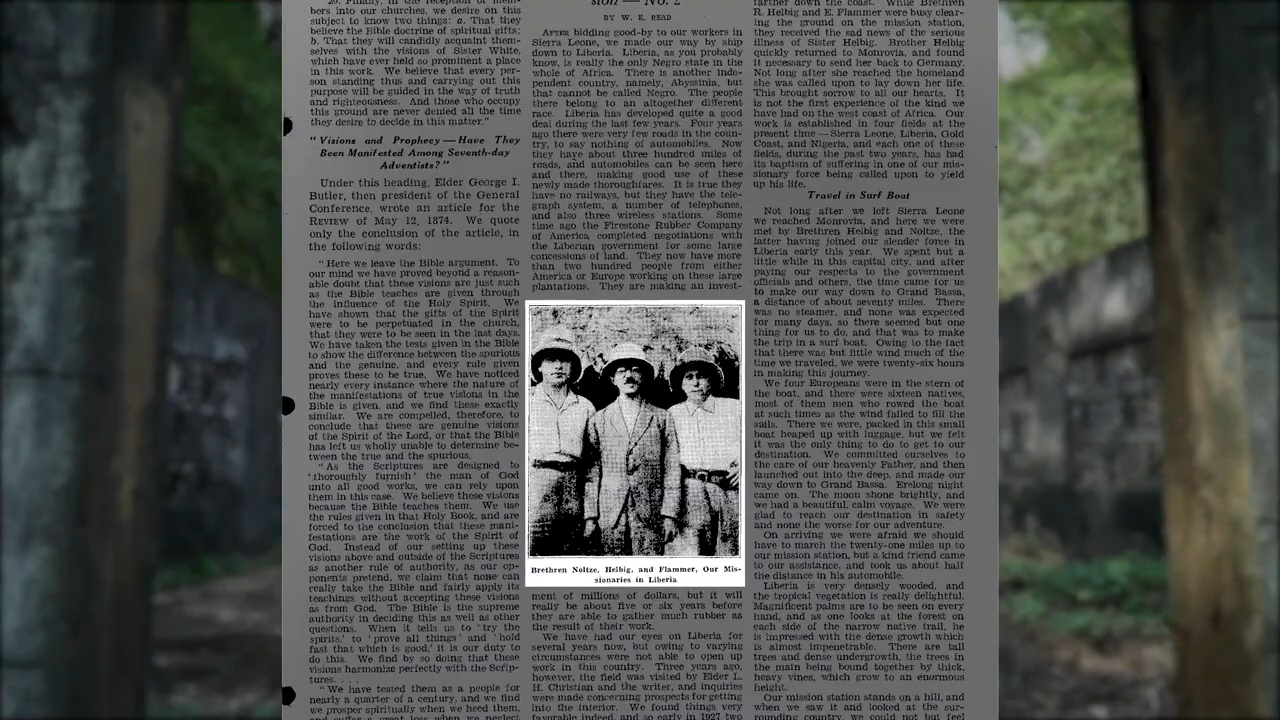 20. Finally, in the reception of mem-
bers into our churches, we desire on this
subject to know two things: a. That they
believe the Bible doctrine of spiritual gifts;
b. That they will candidly acquaint them-
selves with the visions of Sister White,
which have ever held so prominent a place
in this work. We believe that every per-
son standing thus and carrying out this
purpose will be guided in the way of truth
and righteousness. And those who occupy
this ground are never denied all the time
they desire to decide in this matter."
"Visions and Prophecy — Have They
Been Manifested Among Seventh-day
Adventists?"
Under this heading, Elder George I.
Butler, then president of the General
Conference, wrote an article for the
REVIEW of May 12, 1874. We quote
only the conclusion of the article, in
the following words:
"Here we leave the Bible argument. To
our mind we have proved beyond a reason-
able doubt that these visions are just such
as the Bible teaches are given through
the influence of the Holy Spirit. We
have shown that the gifts of the Spirit
were to be perpetuated in the church,
that they were to be seen in the last days.
We have taken the tests given in the Bible
to show the difference between the spurious
and the genuine, and every rule given
proves these to be true. We have noticed
nearly every instance where the nature of
the manifestations of true visions in the
Bible is given, and we find these exactly
similar. We are compelled, therefore, to
conclude that these are genuine visions
of the Spirit of the Lord, or that the Bible
has left us wholly unable to determine be-
tween the true and the spurious.
"As the Scriptures are designed to
'thoroughly furnish' the man of God
unto all good works, we can rely upon
them in this case. We believe these visions
because the Bible teaches them. We use
the rules given in that Holy Book, and are
forced to the conclusion that these mani-
festations are the work of the Spirit of
God. Instead of our setting up these
visions above and outside of the Scriptures
as another rule of authority, as our op-
ponents pretend, we claim that none can
really take the Bible and fairly apply its
teachings without accepting these visions
as from God. The Bible is the supreme
authority in deciding this as well as other
questions. When it tells us to 'try the
spirits,' to 'prove all things' and 'hold
fast that which is good,' it is our duty to
do this. We find by so doing that these
visions harmonize perfectly with the Scrip-
tures. . . .
"We have tested them as a people for
nearly a quarter of a century, and we find
we prosper spiritually when we heed them,
and suffer a great loss when we neglect
sion — No. 2
BY W. E. READ
AFTER bidding good-by to our workers in
Sierra Leone, we made our way by ship
down to Liberia. Liberia, as you probably
know, is really the only Negro state in the
whole of Africa. There is another inde-
pendent country, namely, Abyssinia, but
that cannot be called Negro. The people
there belong to an altogether different
race. Liberia has developed quite a good
deal during the last few years. Four years
ago there were very few roads in the coun-
try, to say nothing of automobiles. Now
they have about three hundred miles of
roads, and automobiles can be seen here
and there, making good use of these
newly made thoroughfares. It is true they
have no railways, but they have the tele-
graph system, a number of telephones,
and also three wireless stations. Some
time ago the Firestone Rubber Company
of America completed negotiations with
the Liberian government for some large
concessions of land. They now have more
than two hundred people from either
America or Europe working on these large
plantations. They are making an invest-
Brethren Noltze, Helbig, and Flammer, Our Mis-
sionaries in Liberia
ment of millions of dollars, but it will
really be about five or six years before
they are able to gather much rubber as
the result of their work.
We have had our eyes on Liberia for
several years now, but owing to varying
circumstances were not able to open up
work in this country. Three years ago,
however, the field was visited by Elder L.
H. Christian and the writer, and inquiries
were made concerning prospects for getting
into the interior. We found things very
favorable indeed, and so early in 1927 two
farther down the coast. While Brethren
R. Helbig and E. Flammer were busy clear-
ing the ground on the mission station,
they received the sad news of the serious
illness of Sister Helbig. Brother Helbig
quickly returned to Monrovia, and found
it necessary to send her back to Germany.
Not long after she reached the homeland
she was called upon to lay down her life.
This brought sorrow to all our hearts. It
is not the first experience of the kind we
have had on the west coast of Africa. Our
work is established in four fields at the
present time — Sierra Leone, Liberia, Gold
Coast, and Nigeria, and each one of these
fields, during the past two years, has had
its baptism of suffering in one of our mis-
sionary force being called upon to yield
up his life.
Travel in Surf Boat
Not long after we left Sierra Leone
we reached Monrovia, and here we were
met by Brethren Helbig and Noltze, the
latter having joined our slender force in
Liberia early this year. We spent but a
little while in this capital city, and after
paying our respects to the government
officials and others, the time came for us
to make our way down to Grand Bassa,
a distance of about seventy miles. There
was no steamer, and none was expected
for many days, so there seemed but one
thing for us to do, and that was to make
the trip in a surf boat. Owing to the fact
that there was but little wind much of the
time we traveled, we were twenty-six hours
in making this journey.
We four Europeans were in the stern of
the boat, and there were sixteen natives,
most of them men who rowed the boat
at such times as the wind failed to fill the
sails. There we were, packed in this small
boat heaped up with luggage, but we felt
it was the only thing to do to get to our
destination. We committed ourselves to
the care of our heavenly Father, and then
launched out into the deep, and made our
way down to Grand Bassa. Erelong night
came on. The moon shone brightly, and
we had a beautiful, calm voyage. We were
glad to reach our destination in safety
and none the worse for our adventure.
On arriving we were afraid we should
have to march the twenty-one miles up to
our mission station, but a kind friend came
to our assistance, and took us about half
the distance in his automobile.
Liberia is very densely wooded, and
the tropical vegetation is really delightful.
Magnificent palms are to be seen on every
hand, and as one looks at the forest on
each side of the narrow native trail, he
is impressed with the dense growth which
is almost impenetrable. There are tall
trees and dense undergrowth, the trees in
the main being bound together by thick,
heavy vines, which grow to an enormous
height.
Our mission station stands on a hill, and
when we saw it and looked at the sur-
rounding country, we could not but feel